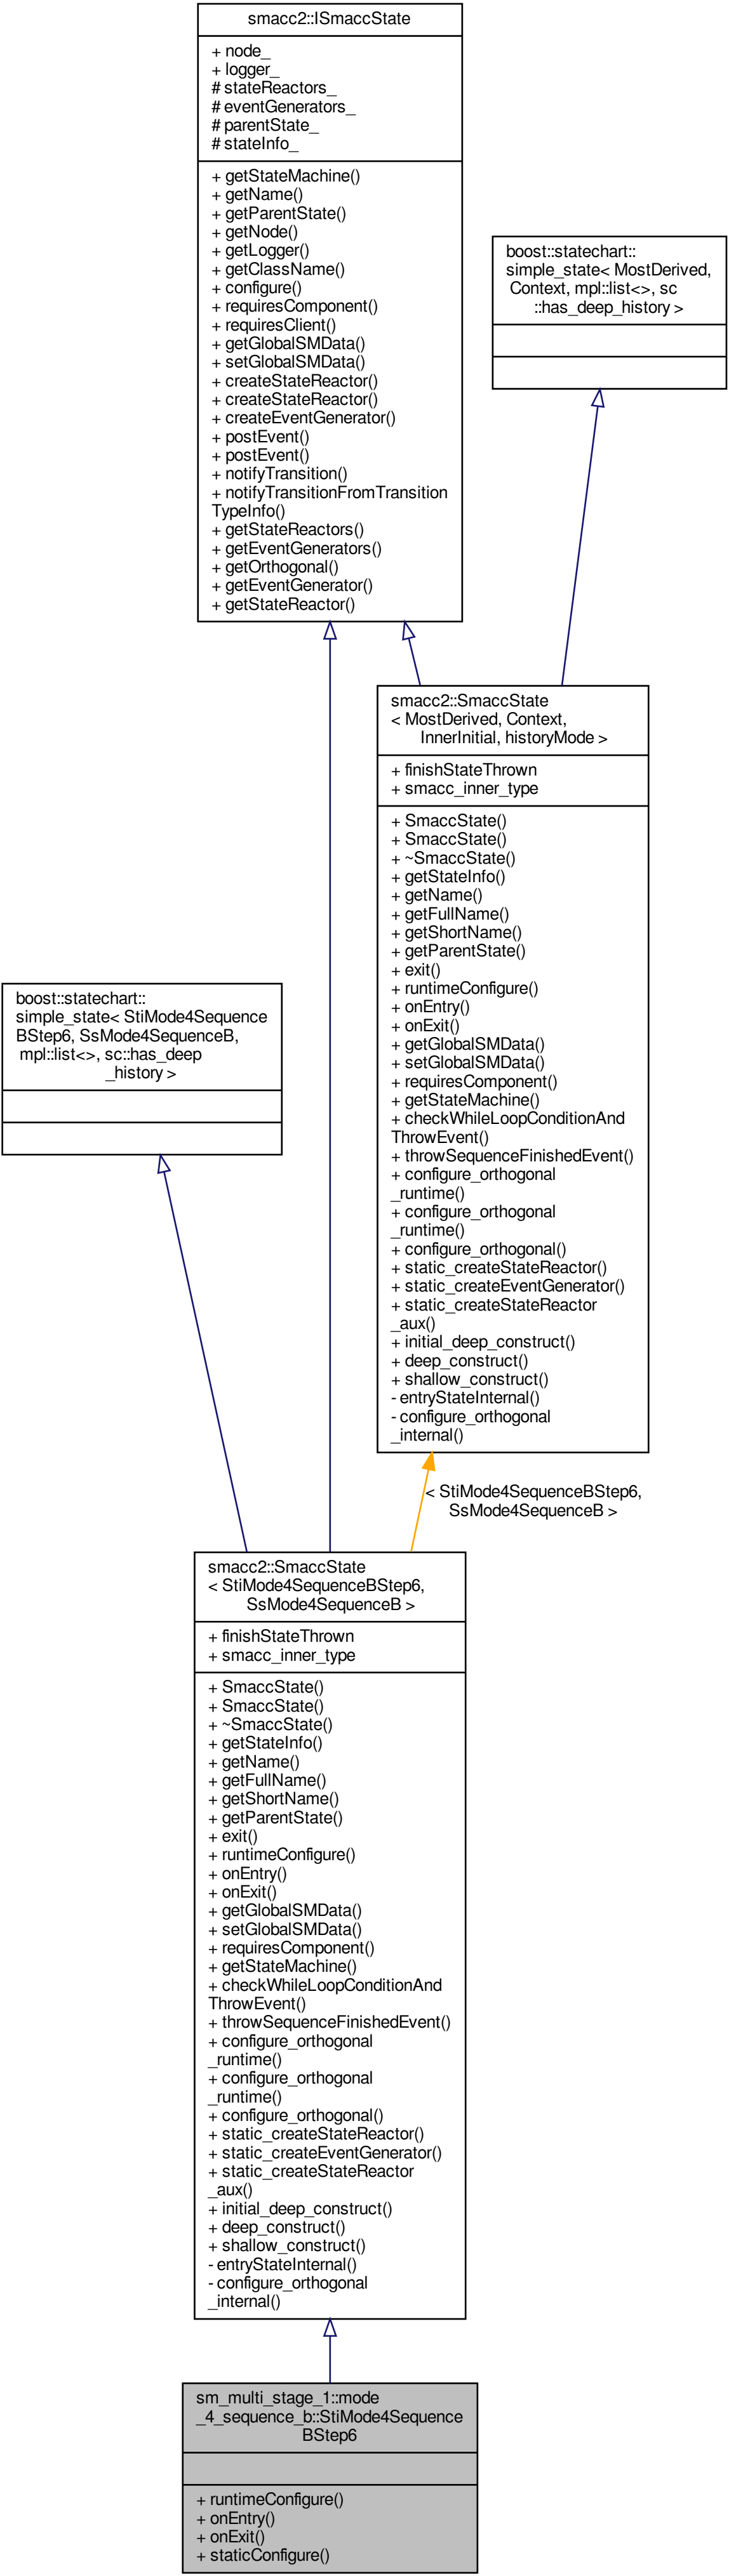 smacc2::ISmaccState
+ node_
+ logger_
# stateReactors_
# eventGenerators_
# parentState_
# stateInfo_
+ getStateMachine()
+ getName()
+ getParentState()
+ getNode()
+ getLogger()
+ getClassName()
+ configure()
+ requiresComponent()
+ requiresClient()
+ getGlobalSMData()
+ setGlobalSMData()
+ createStateReactor()
+ createStateReactor()
+ createEventGenerator()
+ postEvent()
+ postEvent()
+ notifyTransition()
+ notifyTransitionFromTransition
TypeInfo()
+ getStateReactors()
+ getEventGenerators()
+ getOrthogonal()
+ getEventGenerator()
+ getStateReactor()
boost::statechart::
simple_state< MostDerived,
Context, mpl::list<>, sc
::has_deep_history >
smacc2::SmaccState
< MostDerived, Context,
InnerInitial, historyMode >
+ finishStateThrown
+ smacc_inner_type
+ SmaccState()
+ SmaccState()
+ ~SmaccState()
+ getStateInfo()
+ getName()
+ getFullName()
+ getShortName()
+ getParentState()
+ exit()
+ runtimeConfigure()
+ onEntry()
+ onExit()
+ getGlobalSMData()
+ setGlobalSMData()
+ requiresComponent()
+ getStateMachine()
+ checkWhileLoopConditionAnd
ThrowEvent()
+ throwSequenceFinishedEvent()
+ configure_orthogonal
_runtime()
+ configure_orthogonal
_runtime()
+ configure_orthogonal()
+ static_createStateReactor()
+ static_createEventGenerator()
+ static_createStateReactor
_aux()
+ initial_deep_construct()
+ deep_construct()
+ shallow_construct()
- entryStateInternal()
- configure_orthogonal
_internal()
boost::statechart::
simple_state< StiMode4Sequence
BStep6, SsMode4SequenceB,
mpl::list<>, sc::has_deep
_history >
< StiMode4SequenceBStep6,
SsMode4SequenceB >
smacc2::SmaccState
< StiMode4SequenceBStep6,
SsMode4SequenceB >
+ finishStateThrown
+ smacc_inner_type
+ SmaccState()
+ SmaccState()
+ ~SmaccState()
+ getStateInfo()
+ getName()
+ getFullName()
+ getShortName()
+ getParentState()
+ exit()
+ runtimeConfigure()
+ onEntry()
+ onExit()
+ getGlobalSMData()
+ setGlobalSMData()
+ requiresComponent()
+ getStateMachine()
+ checkWhileLoopConditionAnd
ThrowEvent()
+ throwSequenceFinishedEvent()
+ configure_orthogonal
_runtime()
+ configure_orthogonal
_runtime()
+ configure_orthogonal()
+ static_createStateReactor()
+ static_createEventGenerator()
+ static_createStateReactor
_aux()
+ initial_deep_construct()
+ deep_construct()
+ shallow_construct()
- entryStateInternal()
- configure_orthogonal
_internal()
sm_multi_stage_1::mode
_4_sequence_b::StiMode4Sequence
BStep6
+ runtimeConfigure()
+ onEntry()
+ onExit()
+ staticConfigure()